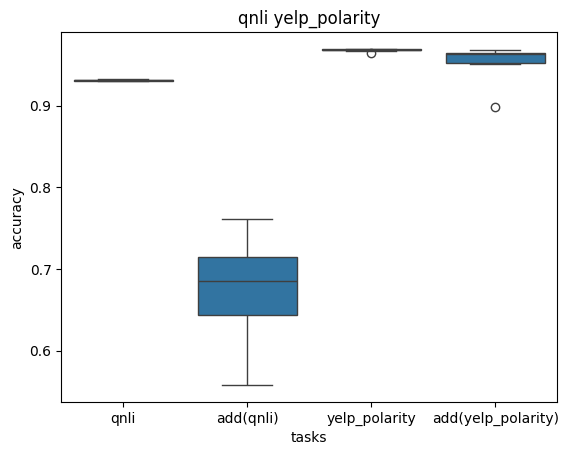 qnli yelp_polarity
accuracy
0.9
0.8
0.7
0.6
qnli
add(qnli)
yelp_polarity
add(yelp_polarity)
tasks